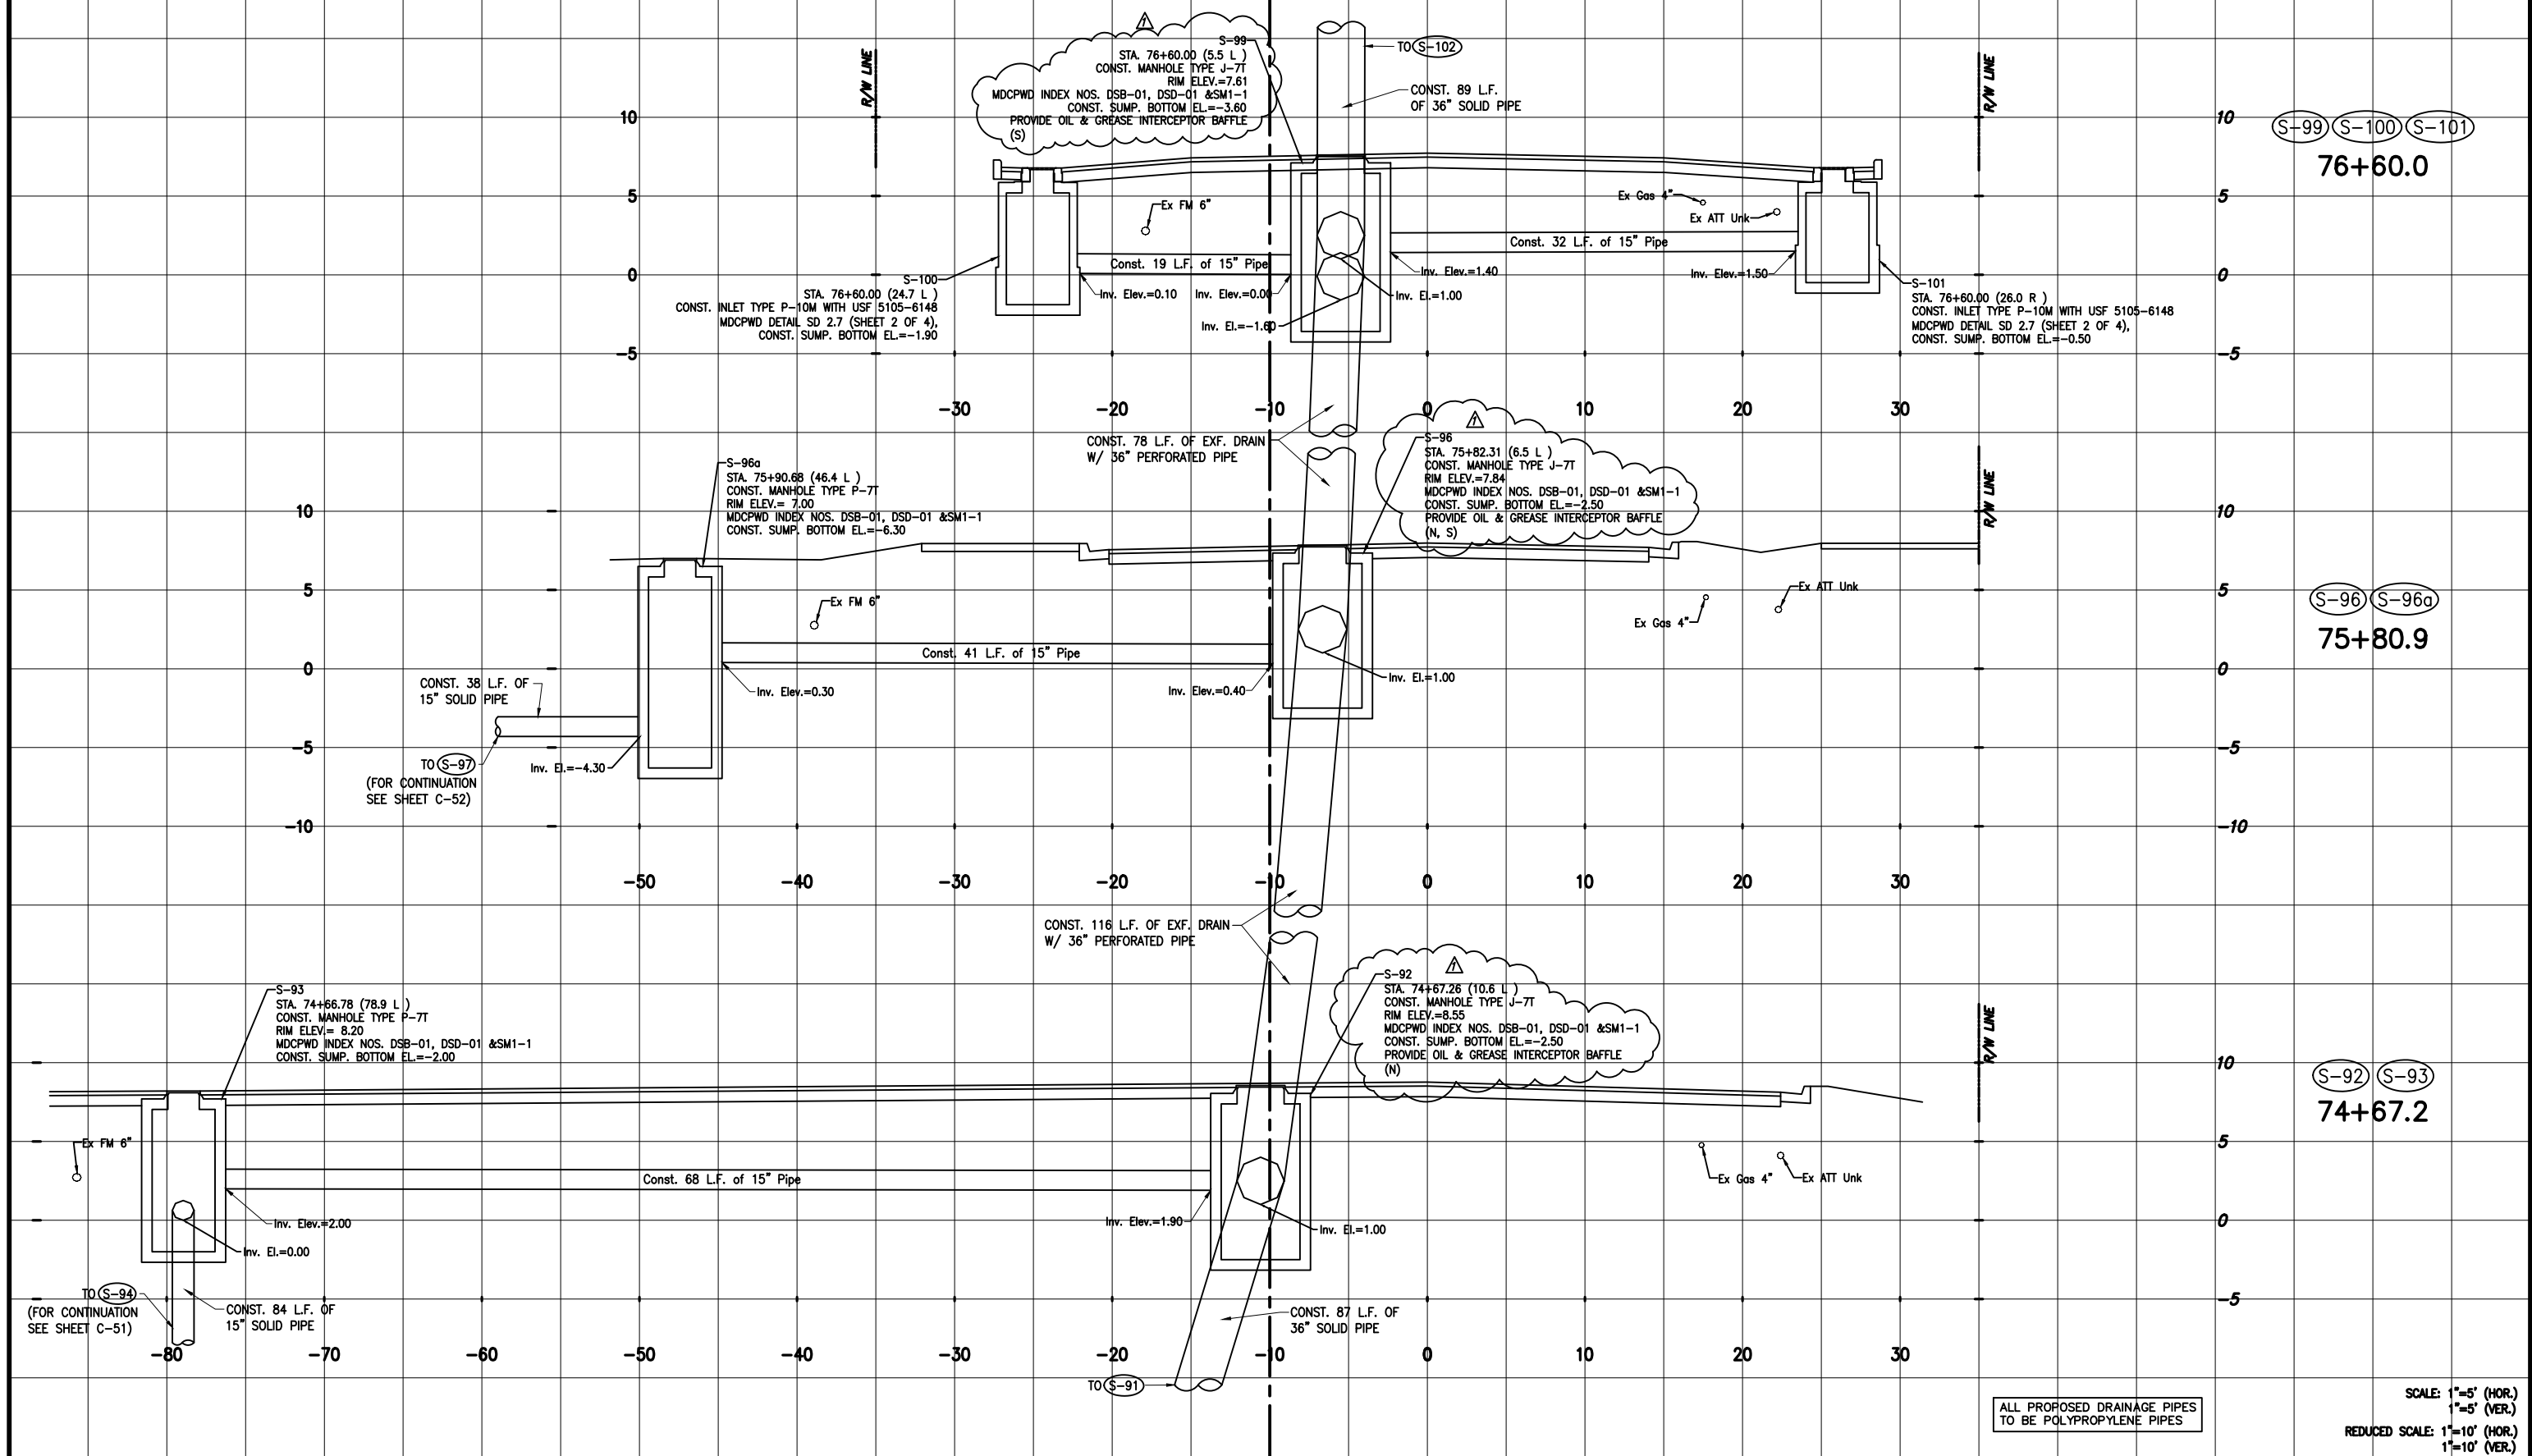 1
S-99
STA. 76+60.00 (5.5 L )
CONST. MANHOLE TYPE J-7T
RIM ELEV.=7.61
MDCPWD INDEX NOS. DSB-01, DSD-01 &SM1-1
CONST. SUMP. BOTTOM EL.=-3.60
PROVIDE OIL & GREASE INTERCEPTOR BAFFLE
(S)
TO S-102
CONST. 89 L.F.
OF 36" SOLID PIPE
R/W LINE
R/W LINE
10
5
0
-5
10
5
0
-5
S-99 S-100 S-101
76+60.0
Ex FM 6"
Ex Gas 4"
Ex ATT Unk
Const. 19 L.F. of 15" Pipe
Const. 32 L.F. of 15" Pipe
Inv. Elev.=0.10
Inv. Elev.=0.00
Inv. El.=-1.60
Inv. Elev.=1.40
Inv. El.=1.00
Inv. Elev.=1.50
S-100
STA. 76+60.00 (24.7 L )
CONST. INLET TYPE P-10M WITH USF 5105-6148
MDCPWD DETAIL SD 2.7 (SHEET 2 OF 4),
CONST. SUMP. BOTTOM EL.=-1.90
S-101
STA. 76+60.00 (26.0 R )
CONST. INLET TYPE P-10M WITH USF 5105-6148
MDCPWD DETAIL SD 2.7 (SHEET 2 OF 4),
CONST. SUMP. BOTTOM EL.=-0.50
-30 -20 -10 0 10 20 30
CONST. 78 L.F. OF EXF. DRAIN
W/ 36" PERFORATED PIPE
1
S-96
STA. 75+82.31 (6.5 L )
CONST. MANHOLE TYPE J-7T
RIM ELEV.=7.84
MDCPWD INDEX NOS. DSB-01, DSD-01 &SM1-1
CONST. SUMP. BOTTOM EL.=-2.50
PROVIDE OIL & GREASE INTERCEPTOR BAFFLE
(N, S)
S-96a
STA. 75+90.68 (46.4 L )
CONST. MANHOLE TYPE P-7T
RIM ELEV.= 7.00
MDCPWD INDEX NOS. DSB-01, DSD-01 &SM1-1
CONST. SUMP. BOTTOM EL.=-6.30
R/W LINE
10
5
0
-5
-10
10
5
0
-5
-10
S-96 S-96a
75+80.9
Ex FM 6"
Ex Gas 4"
Ex ATT Unk
Const. 41 L.F. of 15" Pipe
Inv. Elev.=0.30
Inv. Elev.=0.40
Inv. El.=1.00
CONST. 38 L.F. OF
15" SOLID PIPE
TO S-97
(FOR CONTINUATION
SEE SHEET C-52)
Inv. El.=-4.30
-50 -40 -30 -20 -10 0 10 20 30
CONST. 116 L.F. OF EXF. DRAIN
W/ 36" PERFORATED PIPE
1
S-92
STA. 74+67.26 (10.6 L )
CONST. MANHOLE TYPE J-7T
RIM ELEV.=8.55
MDCPWD INDEX NOS. DSB-01, DSD-01 &SM1-1
CONST. SUMP. BOTTOM EL.=-2.50
PROVIDE OIL & GREASE INTERCEPTOR BAFFLE
(N)
S-93
STA. 74+66.78 (78.9 L )
CONST. MANHOLE TYPE P-7T
RIM ELEV.= 8.20
MDCPWD INDEX NOS. DSB-01, DSD-01 &SM1-1
CONST. SUMP. BOTTOM EL.=-2.00
R/W LINE
10
5
0
-5
S-92 S-93
74+67.2
Ex FM 6"
Ex Gas 4"
Ex ATT Unk
Const. 68 L.F. of 15" Pipe
Inv. Elev.=2.00
Inv. El.=0.00
Inv. Elev.=1.90
Inv. El.=1.00
TO S-94
(FOR CONTINUATION
SEE SHEET C-51)
CONST. 84 L.F. OF
15" SOLID PIPE
CONST. 87 L.F. OF
36" SOLID PIPE
-80 -70 -60 -50 -40 -30 -20 -10 0 10 20 30
TO S-91
ALL PROPOSED DRAINAGE PIPES
TO BE POLYPROPYLENE PIPES
SCALE: 1"=5' (HOR.)
1"=5' (VER.)
REDUCED SCALE: 1"=10' (HOR.)
1"=10' (VER.)